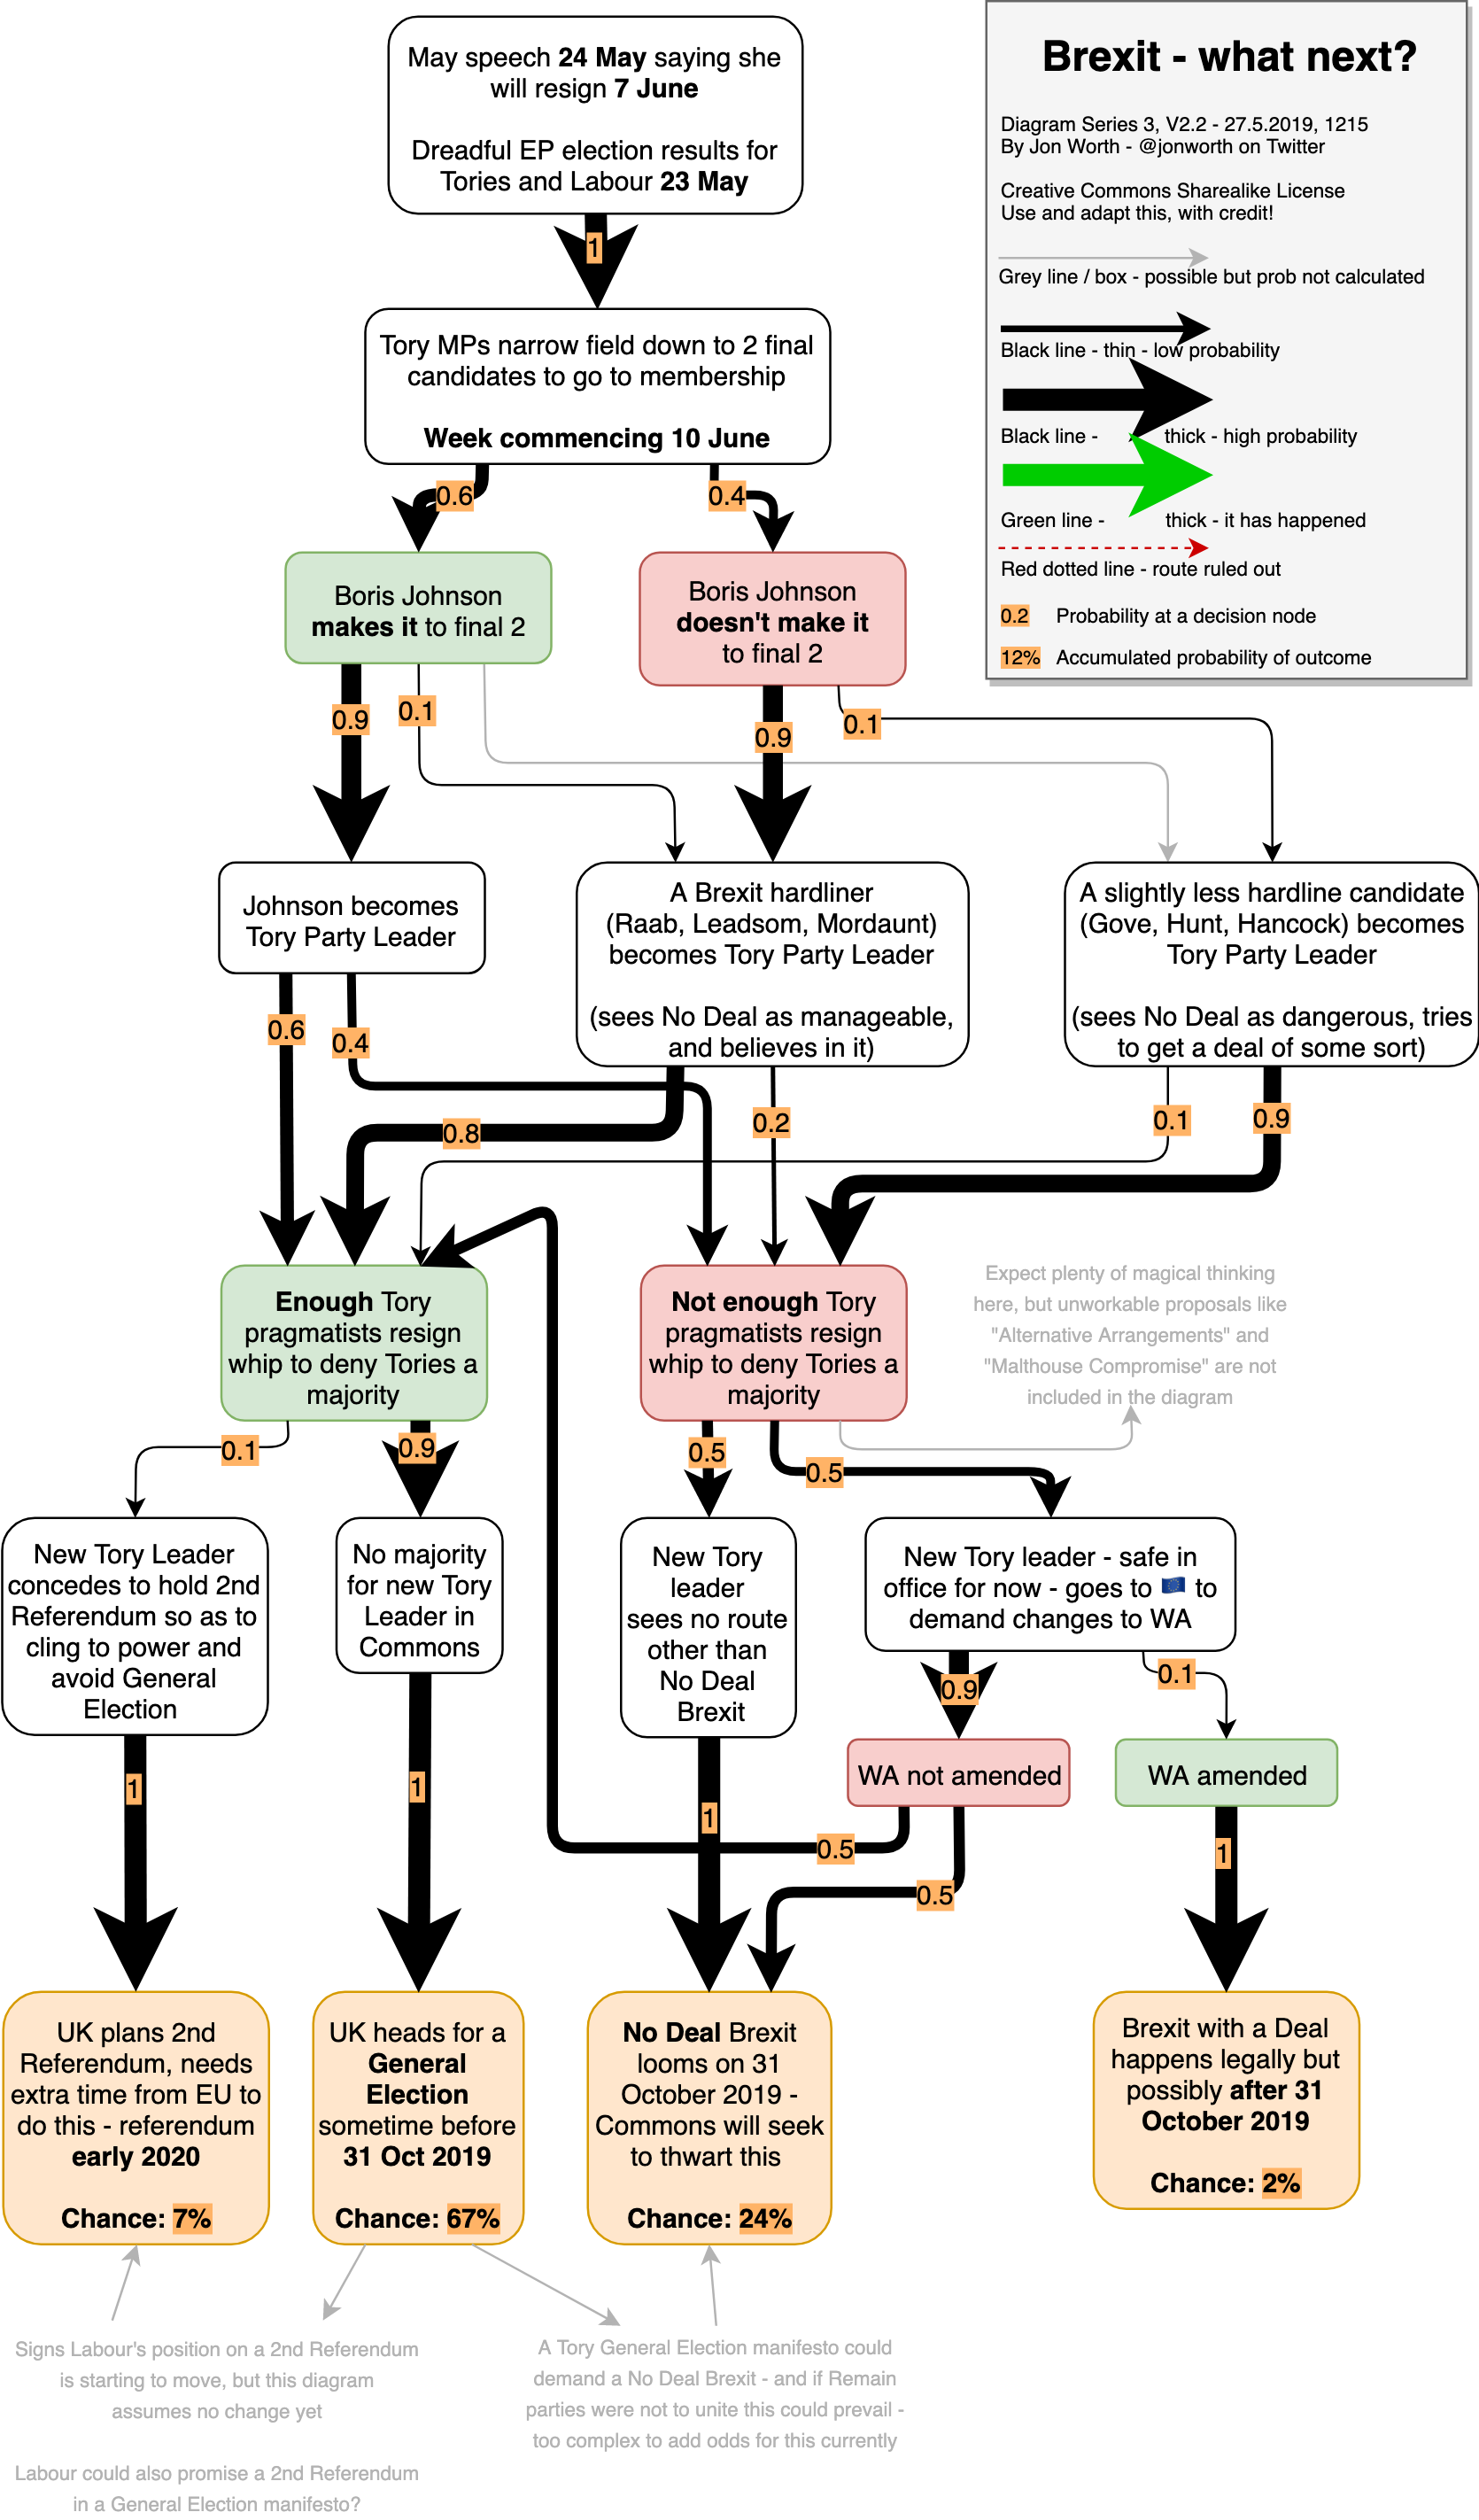 May speech 24 May saying she
will resign 7 June
Dreadful EP election results for
Tories and Labour 23 May
Brexit - what next?
Diagram Series 3, V2.2 - 27.5.2019, 1215
By Jon Worth - @jonworth on Twitter
Creative Commons Sharealike License
Use and adapt this, with credit!
Grey line / box - possible but prob not calculated
Black line - thin - low probability
Black line - thick - high probability
Green line - thick - it has happened
Red dotted line - route ruled out
0.2 Probability at a decision node
12% Accumulated probability of outcome
1
Tory MPs narrow field down to 2 final
candidates to go to membership
Week commencing 10 June
0.6
0.4
Boris Johnson
makes it to final 2
Boris Johnson
doesn't make it
to final 2
0.9
0.1
0.9
0.1
Johnson becomes
Tory Party Leader
A Brexit hardliner
(Raab, Leadsom, Mordaunt)
becomes Tory Party Leader
(sees No Deal as manageable,
and believes in it)
A slightly less hardline candidate
(Gove, Hunt, Hancock) becomes
Tory Party Leader
(sees No Deal as dangerous, tries
to get a deal of some sort)
0.6
0.4
0.8
0.2
0.1
0.9
Enough Tory
pragmatists resign
whip to deny Tories a
majority
Not enough Tory
pragmatists resign
whip to deny Tories a
majority
Expect plenty of magical thinking
here, but unworkable proposals like
"Alternative Arrangements" and
"Malthouse Compromise" are not
included in the diagram
0.1
0.9
0.5
0.5
New Tory Leader
concedes to hold 2nd
Referendum so as to
cling to power and
avoid General
Election
No majority
for new Tory
Leader in
Commons
New Tory
leader
sees no route
other than
No Deal
Brexit
New Tory leader - safe in
office for now - goes to 🇪🇺 to
demand changes to WA
0.9
0.1
WA not amended
WA amended
1
1
1
0.5
0.5
1
UK plans 2nd
Referendum, needs
extra time from EU to
do this - referendum
early 2020
Chance: 7%
UK heads for a
General
Election
sometime before
31 Oct 2019
Chance: 67%
No Deal Brexit
looms on 31
October 2019 -
Commons will seek
to thwart this
Chance: 24%
Brexit with a Deal
happens legally but
possibly after 31
October 2019
Chance: 2%
Signs Labour's position on a 2nd Referendum
is starting to move, but this diagram
assumes no change yet
Labour could also promise a 2nd Referendum
in a General Election manifesto?
A Tory General Election manifesto could
demand a No Deal Brexit - and if Remain
parties were not to unite this could prevail -
too complex to add odds for this currently